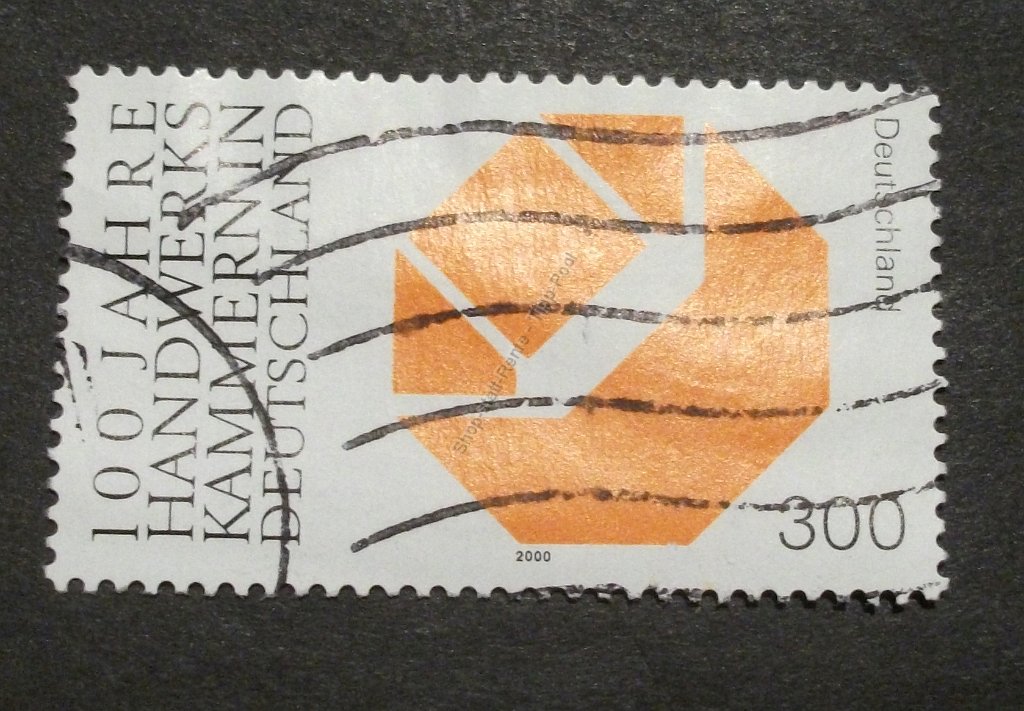 100 JAHRE
HANDWERKS
KAMMERN IN
DEUTSCHLAND
Deutschland
300
2000